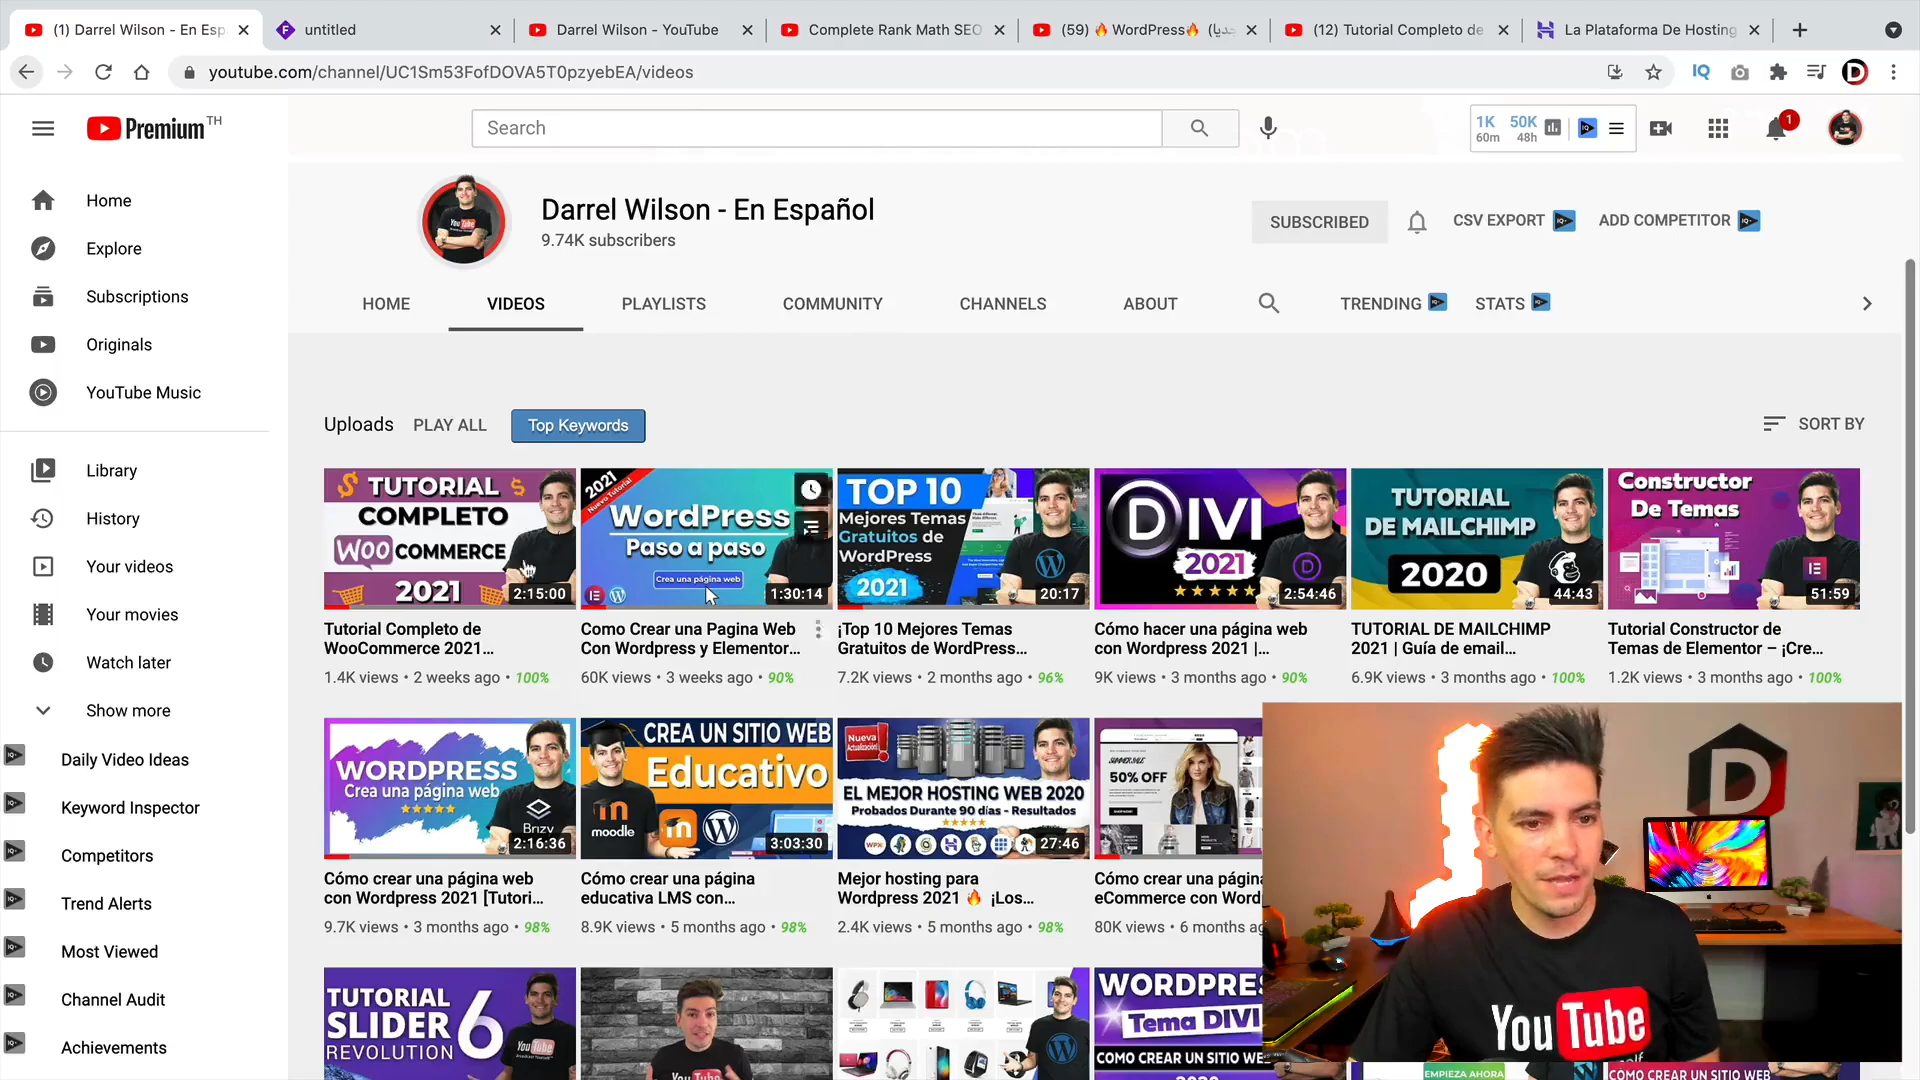 (1) Darrel Wilson - En Esp
untitled
Darrel Wilson - YouTube
Complete Rank Math SEO
(59) 🔥 WordPress🔥
(12) Tutorial Completo de
La Plataforma De Hosting
youtube.com/channel/UC1Sm53FofDOVA5T0pzyebEA/videos
IQ
D
Premium TH
Search
1K 60m
50K 48h
1
Home
Explore
Subscriptions
Originals
YouTube Music
Library
History
Your videos
Your movies
Watch later
Show more
Daily Video Ideas
Keyword Inspector
Competitors
Trend Alerts
Most Viewed
Channel Audit
Achievements
Darrel Wilson - En Español
9.74K subscribers
SUBSCRIBED
CSV EXPORT
ADD COMPETITOR
HOME
VIDEOS
PLAYLISTS
COMMUNITY
CHANNELS
ABOUT
TRENDING
STATS
Uploads
PLAY ALL
Top Keywords
SORT BY
$ TUTORIAL $
COMPLETO
WOO COMMERCE
2021
2:15:00
Tutorial Completo de
WooCommerce 2021...
1.4K views • 2 weeks ago • 100%
2021
Nuevo Tutorial
WordPress
Paso a paso
Crea una página web
1:30:14
Como Crear una Pagina Web
Con Wordpress y Elementor...
60K views • 3 weeks ago • 90%
TOP 10
Mejores Temas
Gratuitos de
WordPress
2021
20:17
¡Top 10 Mejores Temas
Gratuitos de WordPress...
7.2K views • 2 months ago • 96%
DIVI
2021
D
2:54:46
Cómo hacer una página web
con Wordpress 2021 |...
9K views • 3 months ago • 90%
TUTORIAL
DE MAILCHIMP
2020
44:43
TUTORIAL DE MAILCHIMP
2021 | Guía de email...
6.9K views • 3 months ago • 100%
Constructor
De Temas
51:59
Tutorial Constructor de
Temas de Elementor – ¡Cre...
1.2K views • 3 months ago • 100%
WORDPRESS
Crea una página web
Brizy
2:16:36
Cómo crear una página web
con Wordpress 2021 [Tutori...
9.7K views • 3 months ago • 98%
CREA UN SITIO WEB
Educativo
moodle
3:03:30
Cómo crear una página
educativa LMS con...
8.9K views • 5 months ago • 98%
Nueva
Actualización!
EL MEJOR HOSTING WEB 2020
Probados Durante 90 días - Resultados
WPX
27:46
Mejor hosting para
Wordpress 2021 🔥 ¡Los...
2.4K views • 5 months ago • 98%
SUMMER SALE
50% OFF
Cómo crear una página
eCommerce con Word
80K views • 6 months ag
TUTORIAL
SLIDER
REVOLUTION
6
YouTube
YouTube
WORDPRES
Tema DIVI
COMO CREAR UN SITIO WE
2020
D
YouTube
EMPIEZA AHORA
COMO CREAR UN SITIO WEB